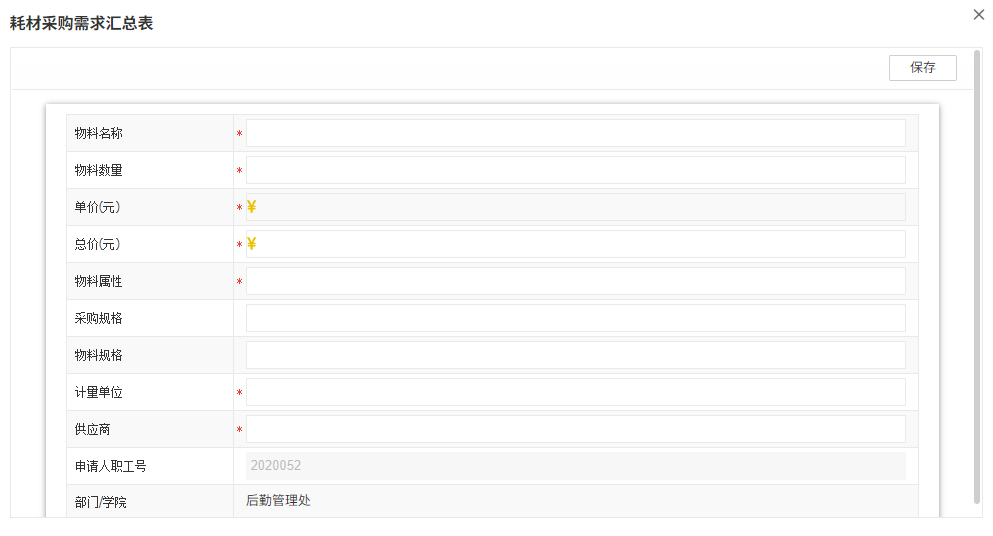 耗材采购需求汇总表
保存
物料名称 *
物料数量 *
单价(元) * ¥
总价(元) * ¥
物料属性 *
采购规格
物料规格
计量单位 *
供应商 *
申请人职工号 2020052
部门/学院 后勤管理处